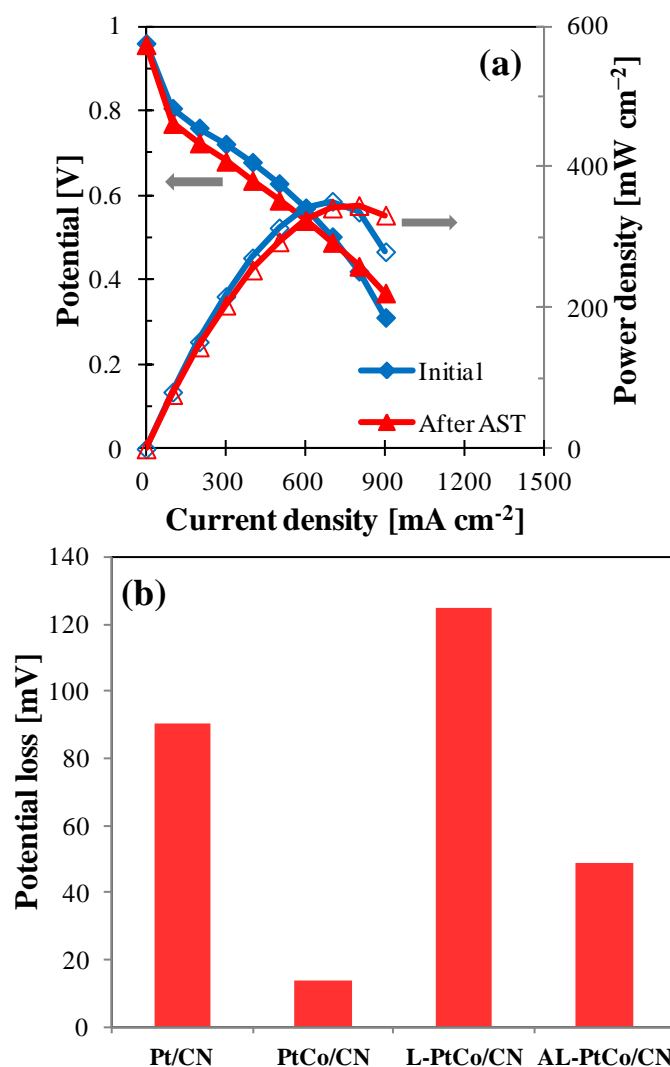 (a)
Potential [V]
1
0.8
0.6
0.4
0.2
0
600
400
200
0
Power density [mW cm⁻²]
Initial
After AST
0 300 600 900 1200 1500
Current density [mA cm⁻²]
(b)
Potential loss [mV]
140
120
100
80
60
40
20
0
Pt/CN PtCo/CN L-PtCo/CN AL-PtCo/CN